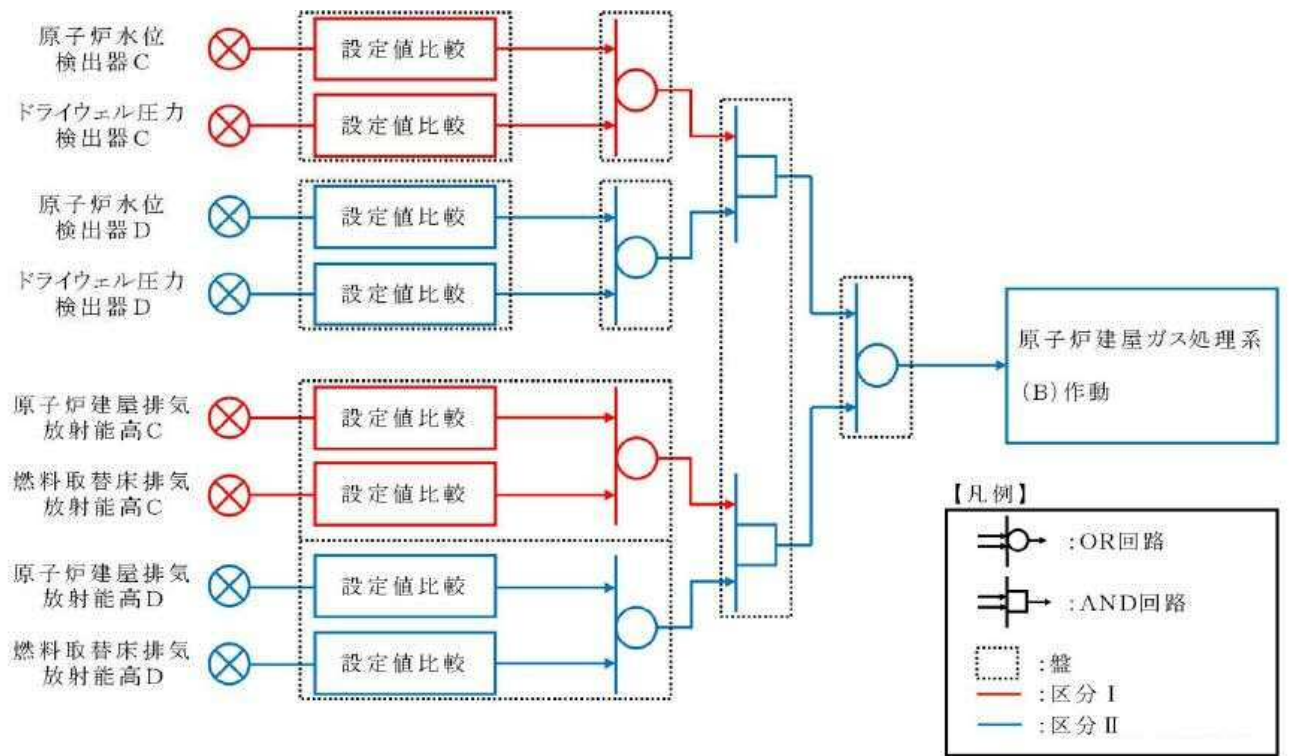 原子炉水位
検出器C
設定値比較
ドライウェル圧力
検出器C
設定値比較
原子炉水位
検出器D
設定値比較
ドライウェル圧力
検出器D
設定値比較
原子炉建屋排気
放射能高C
設定値比較
燃料取替床排気
放射能高C
設定値比較
原子炉建屋排気
放射能高D
設定値比較
燃料取替床排気
放射能高D
設定値比較
原子炉建屋ガス処理系
(B)作動
【凡例】
:OR回路
:AND回路
:盤
:区分Ⅰ
:区分Ⅱ